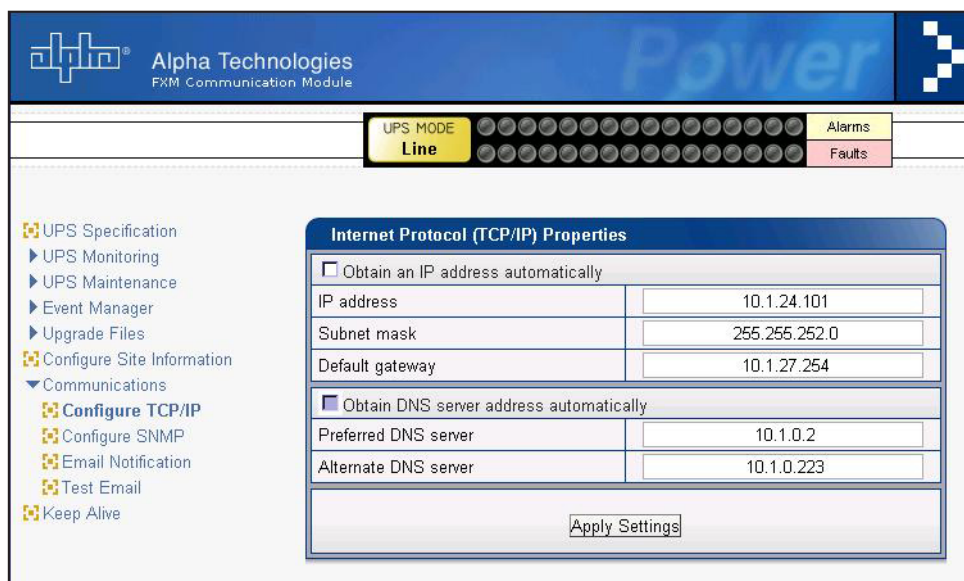 alpha®
Alpha Technologies
FXM Communication Module
Power
UPS MODE
Line
Alarms
Faults
UPS Specification
UPS Monitoring
UPS Maintenance
Event Manager
Upgrade Files
Configure Site Information
Communications
Configure TCP/IP
Configure SNMP
Email Notification
Test Email
Keep Alive
Internet Protocol (TCP/IP) Properties
Obtain an IP address automatically
IP address 10.1.24.101
Subnet mask 255.255.252.0
Default gateway 10.1.27.254
Obtain DNS server address automatically
Preferred DNS server 10.1.0.2
Alternate DNS server 10.1.0.223
Apply Settings